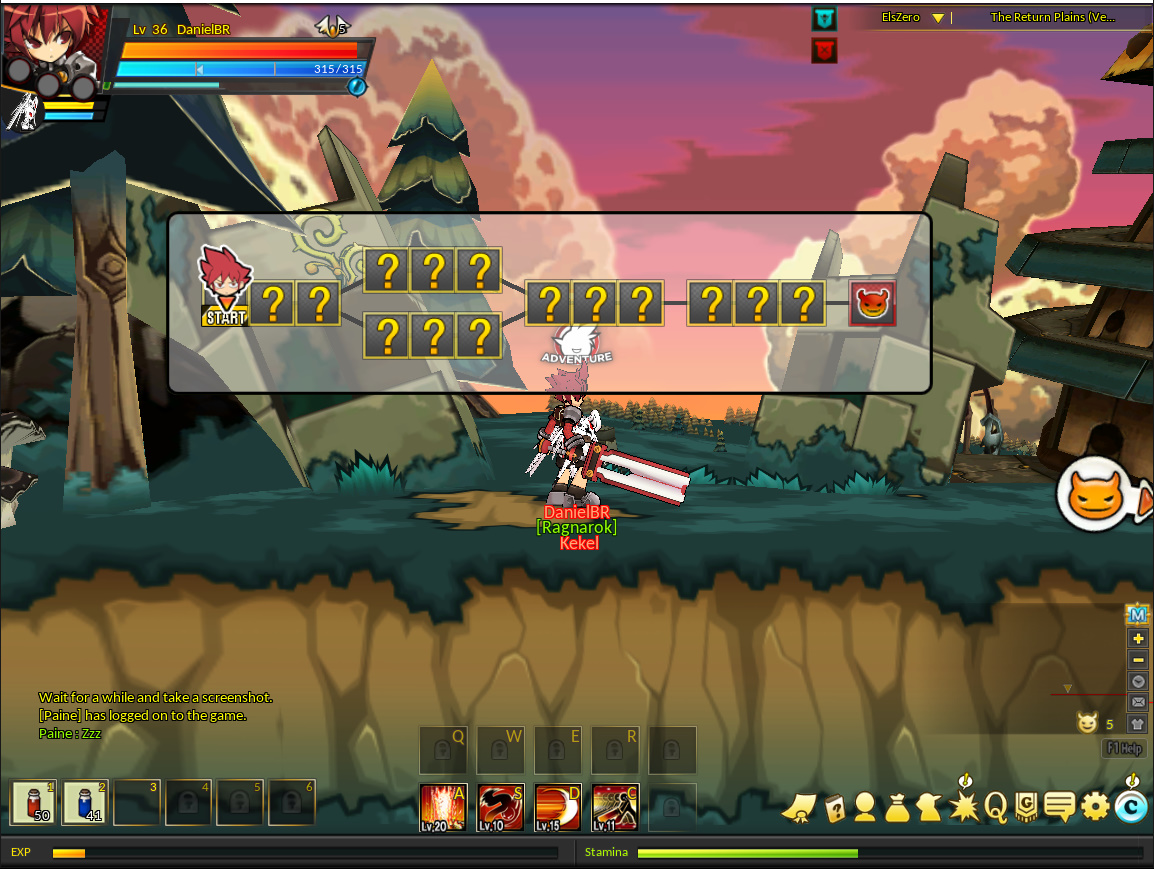 Lv 36 DanielBR
5
ElsZero
The Return Plains (Ve...
315/315
? ? ?
START ? ?
? ? ? ? ? ?
? ? ?
ADVENTURE
DanielBR
[Ragnarok]
Kekel
M
Wait for a while and take a screenshot.
[Paine] has logged on to the game.
Paine : Zzz
5
F1 Help
Q W E R
1 2 3 4 5 6
50 41
A S D C
Lv.20 Lv.10 Lv.15 Lv.11
EXP
Stamina